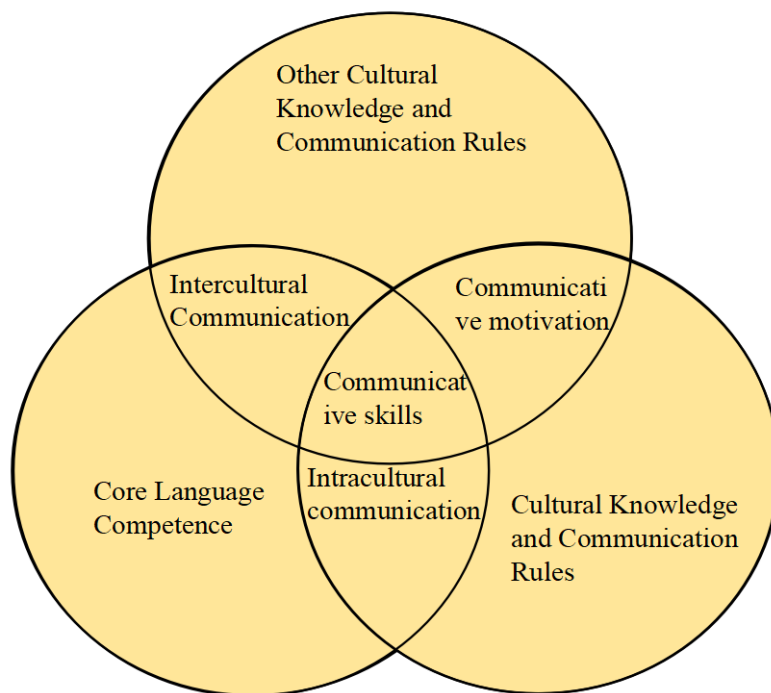 Other Cultural
Knowledge and
Communication Rules
Intercultural
Communication
Communicati
ve motivation
Communicat
ive skills
Core Language
Competence
Intracultural
communication
Cultural Knowledge
and Communication
Rules